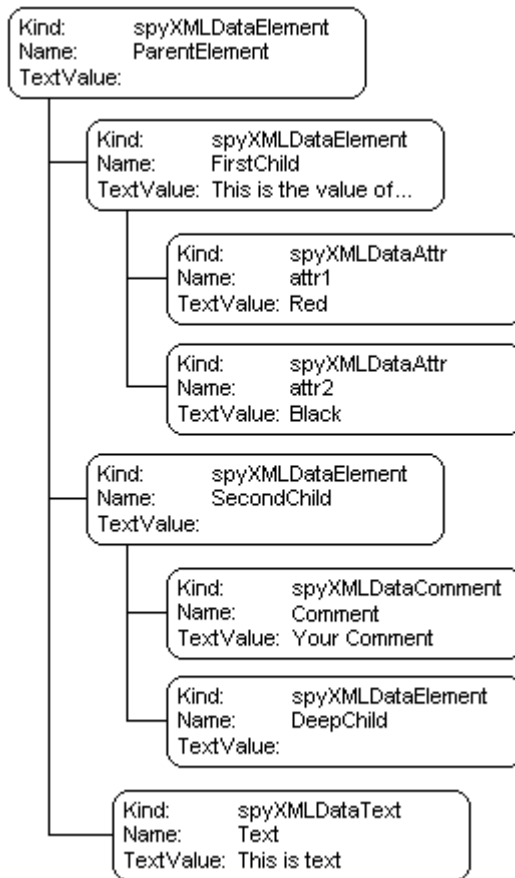 Kind: spyXMLDataElement
Name: ParentElement
TextValue:
Kind: spyXMLDataElement
Name: FirstChild
TextValue: This is the value of...
Kind: spyXMLDataAttr
Name: attr1
TextValue: Red
Kind: spyXMLDataAttr
Name: attr2
TextValue: Black
Kind: spyXMLDataElement
Name: SecondChild
TextValue:
Kind: spyXMLDataComment
Name: Comment
TextValue: Your Comment
Kind: spyXMLDataElement
Name: DeepChild
TextValue:
Kind: spyXMLDataText
Name: Text
TextValue: This is text